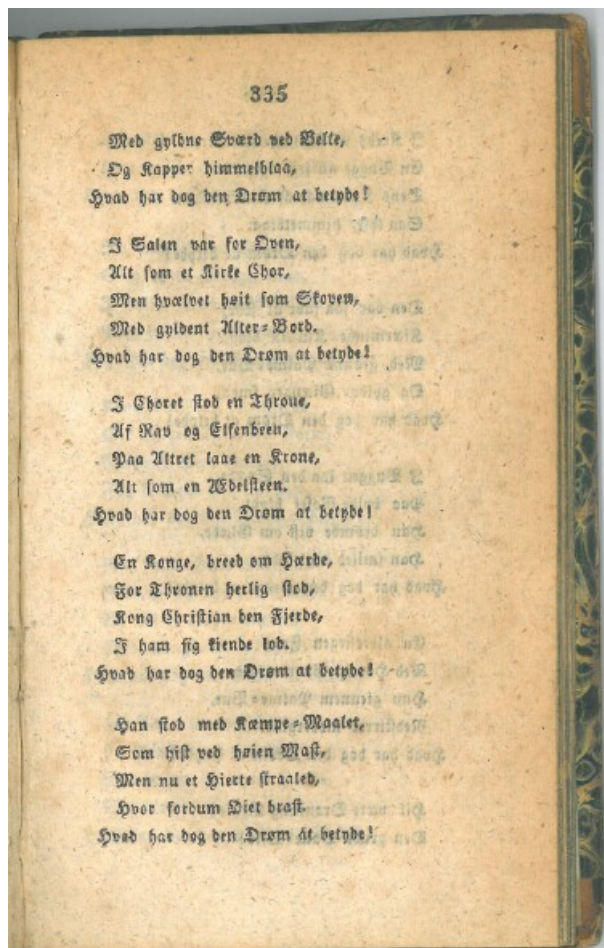 335
Med gyldne Sværd ved Belte,
Og Kapper himmelblaa,
Hvad har dog den Drøm at betyde!
I Salen var for Oven,
Alt som et Kirke Chor,
Men hvælvet høit som Skoven,
Med gyldent Alter=Bord.
Hvad har dog den Drøm at betyde!
I Choret stod en Throne,
Af Rav og Elfenbeen,
Paa Altret laae en Krone,
Alt som en Ædelsteen.
Hvad har dog den Drøm at betyde!
En Konge, breed om Hærde,
For Thronen herlig stod,
Kong Christian den Fjerde,
I ham sig kiende lod.
Hvad har dog den Drøm at betyde!
Han stod med Kæmpe=Maalet,
Som hist ved høien Mast,
Men nu et Hierte straaled,
Hvor fordum Øiet brast.
Hvad har dog den Drøm at betyde!